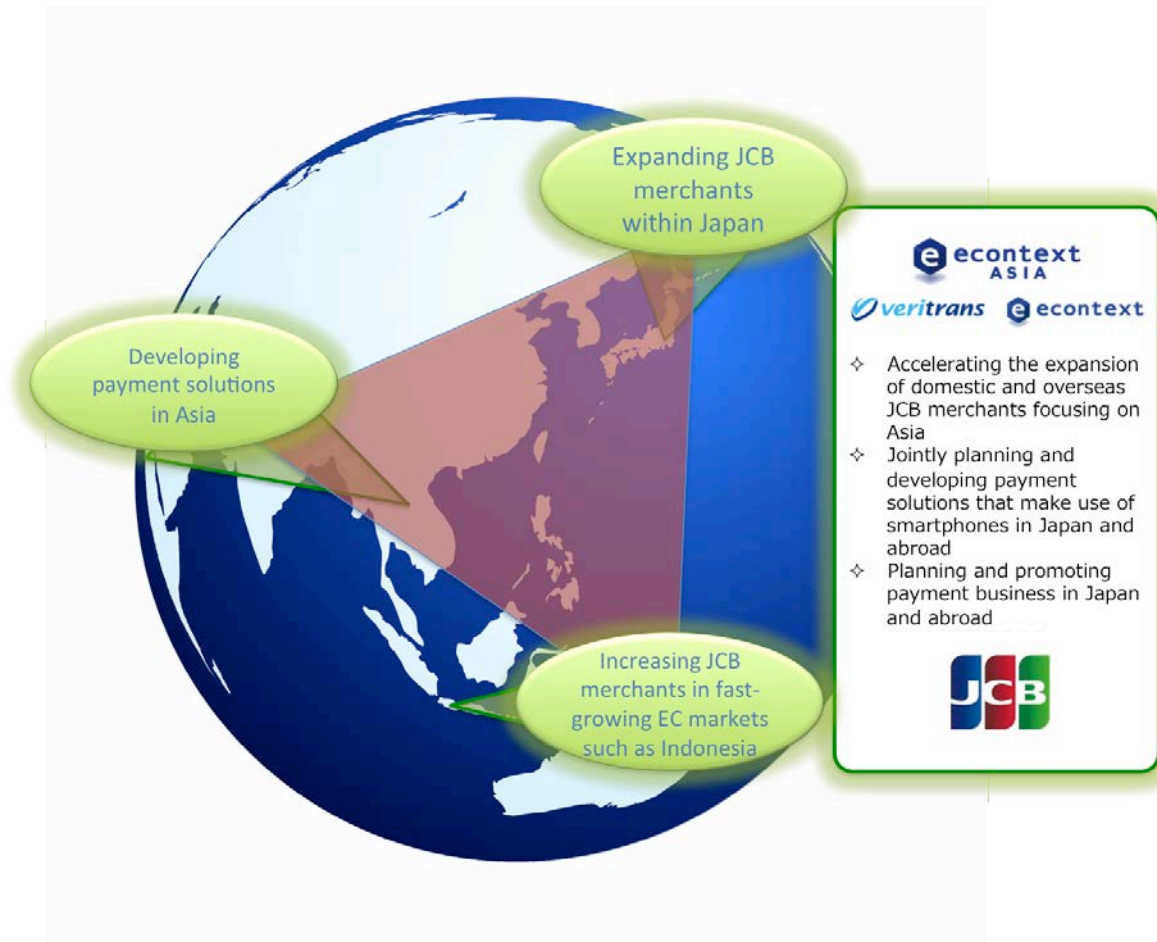 Expanding JCB
merchants
within Japan
Developing
payment solutions
in Asia
Increasing JCB
merchants in fast-
growing EC markets
such as Indonesia
e econtext
ASIA
veritrans e econtext
✧ Accelerating the expansion
of domestic and overseas
JCB merchants focusing on
Asia
✧ Jointly planning and
developing payment
solutions that make use of
smartphones in Japan and
abroad
✧ Planning and promoting
payment business in Japan
and abroad
JCB